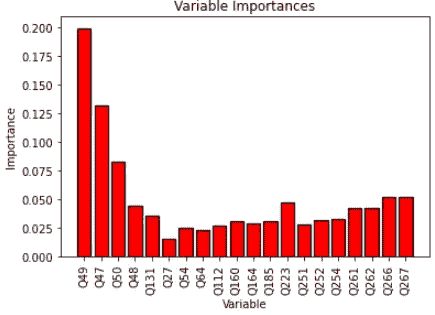 Variable Importances
Importance
0.200
0.175
0.150
0.125
0.100
0.075
0.050
0.025
0.000
Q49
Q47
Q50
Q48
Q131
Q27
Q54
Q64
Q112
Q160
Q164
Q185
Q223
Q251
Q252
Q254
Q261
Q262
Q266
Q267
Variable